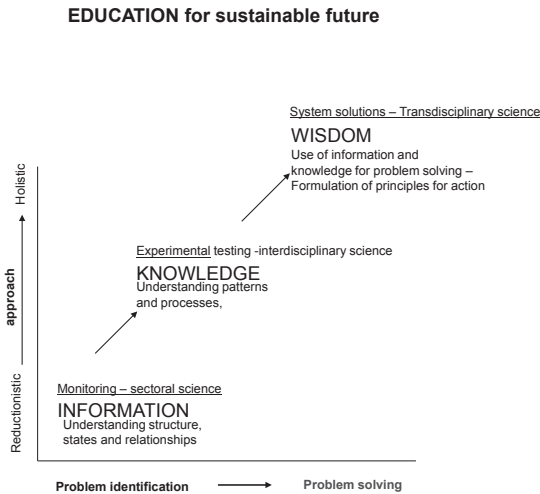 EDUCATION for sustainable future
System solutions – Transdisciplinary science
WISDOM
Use of information and
knowledge for problem solving –
Formulation of principles for action
Experimental testing -interdisciplinary science
KNOWLEDGE
Understanding patterns
and processes,
Monitoring – sectoral science
INFORMATION
Understanding structure,
states and relationships
Holistic
approach
Reductionistic
Problem identification
Problem solving